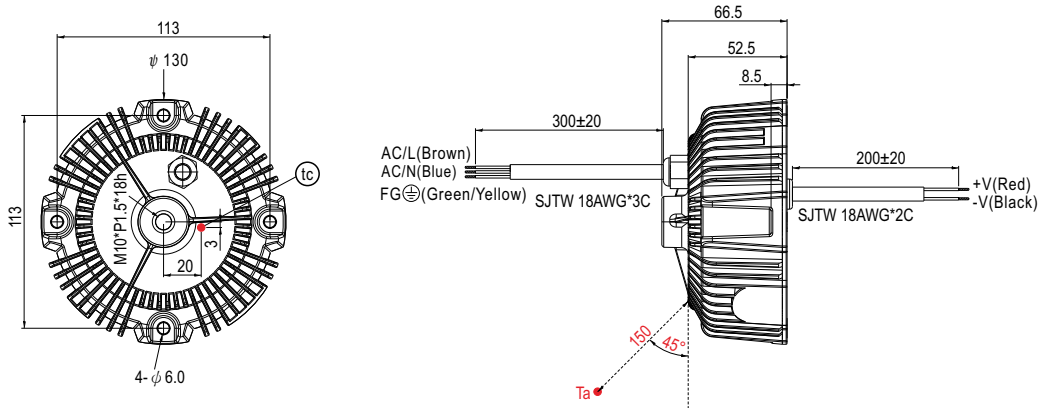 113
ψ 130
113
M10*P1.5*18h
tc
3
20
4-ϕ 6.0
66.5
52.5
8.5
300±20
AC/L(Brown)
AC/N(Blue)
FG⏚(Green/Yellow)
SJTW 18AWG*3C
200±20
+V(Red)
-V(Black)
SJTW 18AWG*2C
150
45°
Ta